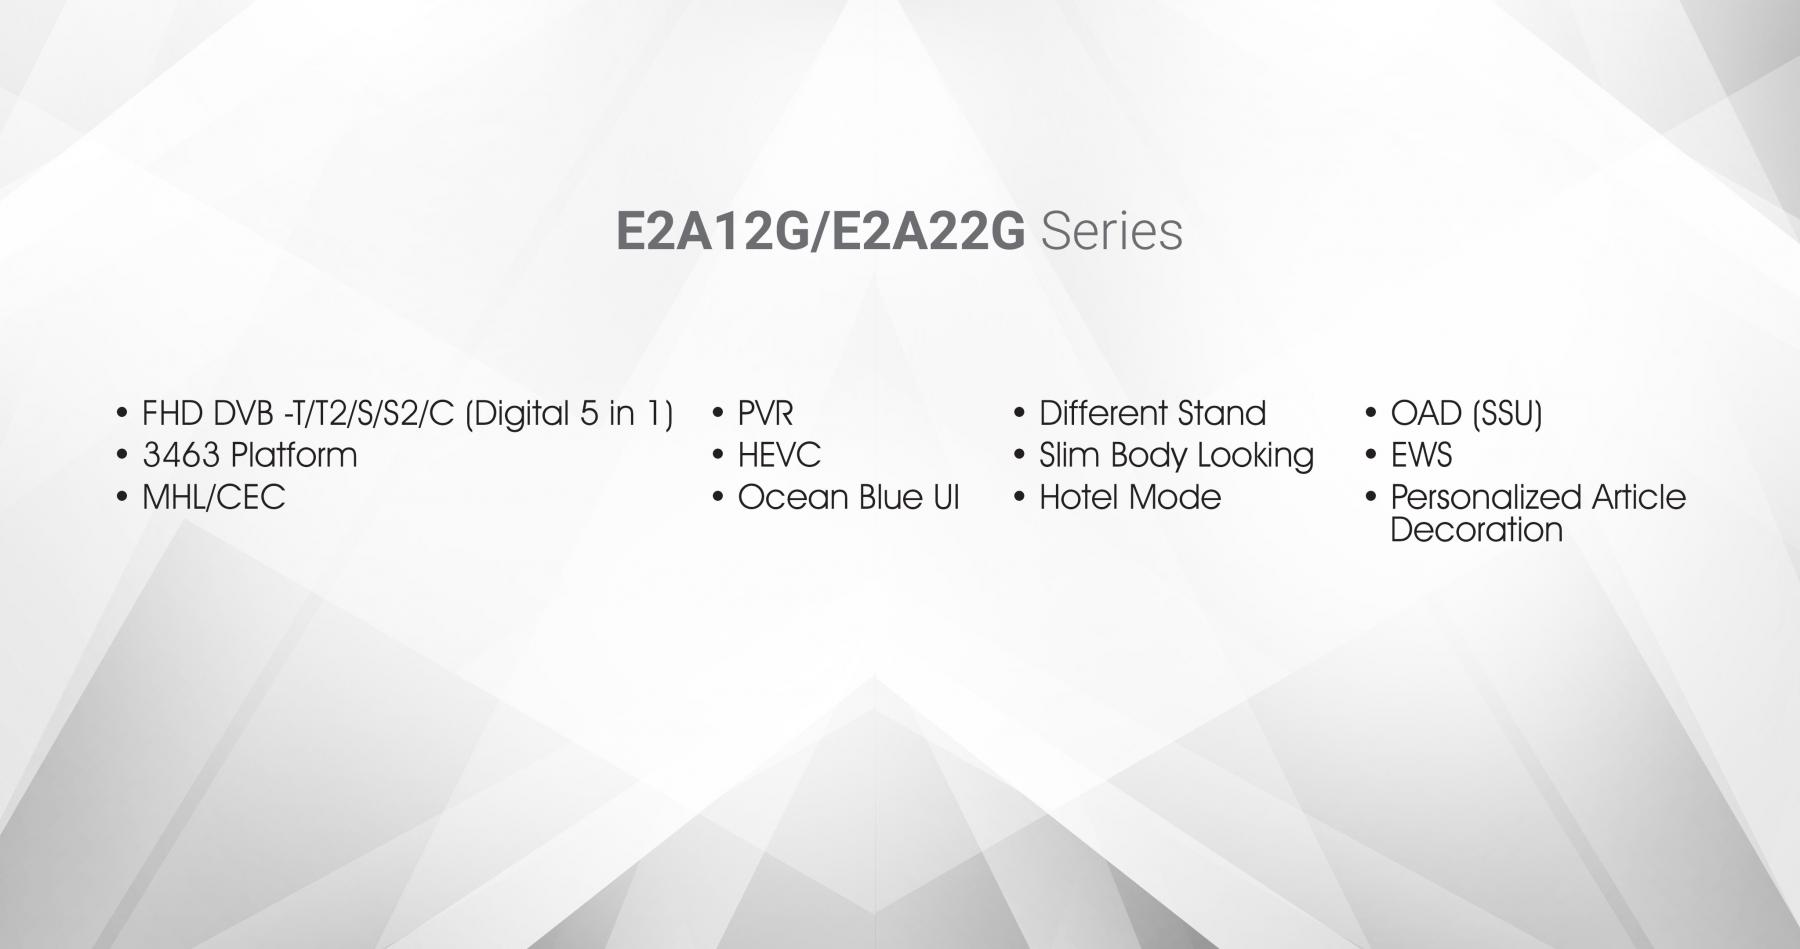 E2A12G/E2A22G Series
• FHD DVB -T/T2/S/S2/C (Digital 5 in 1)
• 3463 Platform
• MHL/CEC
• PVR
• HEVC
• Ocean Blue UI
• Different Stand
• Slim Body Looking
• Hotel Mode
• OAD (SSU)
• EWS
• Personalized Article
Decoration